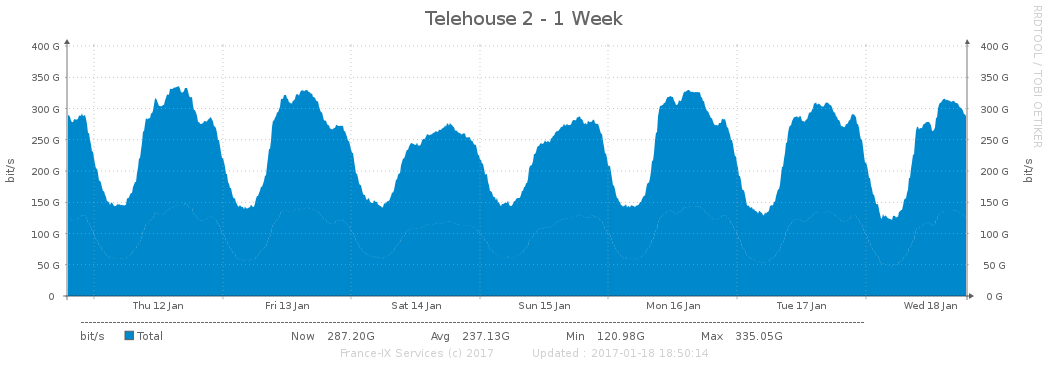 Telehouse 2 - 1 Week
RRDTOOL / TOBI OETIKER
400 G 400 G
350 G 350 G
300 G 300 G
250 G 250 G
200 G 200 G
150 G 150 G
100 G 100 G
50 G 50 G
0 0 G
bit/s bit/s
Thu 12 Jan Fri 13 Jan Sat 14 Jan Sun 15 Jan Mon 16 Jan Tue 17 Jan Wed 18 Jan
bit/s Total Now 287.20G Avg 237.13G Min 120.98G Max 335.05G
France-IX Services (c) 2017 Updated : 2017-01-18 18:50:14